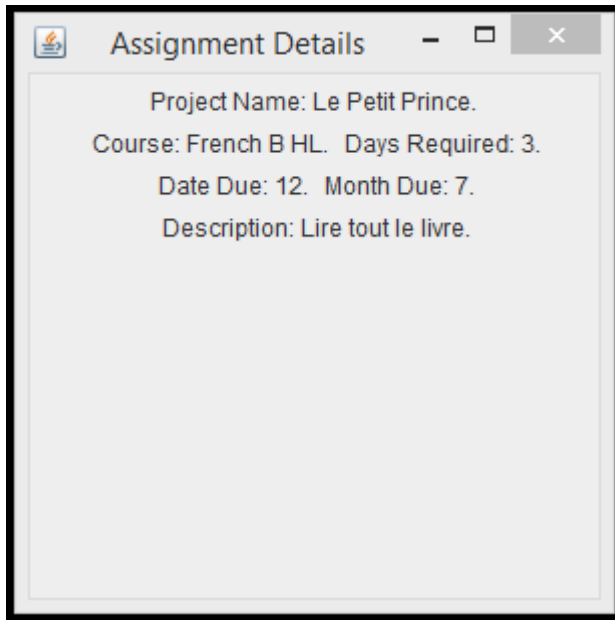 Assignment Details
Project Name: Le Petit Prince.
Course: French B HL. Days Required: 3.
Date Due: 12. Month Due: 7.
Description: Lire tout le livre.